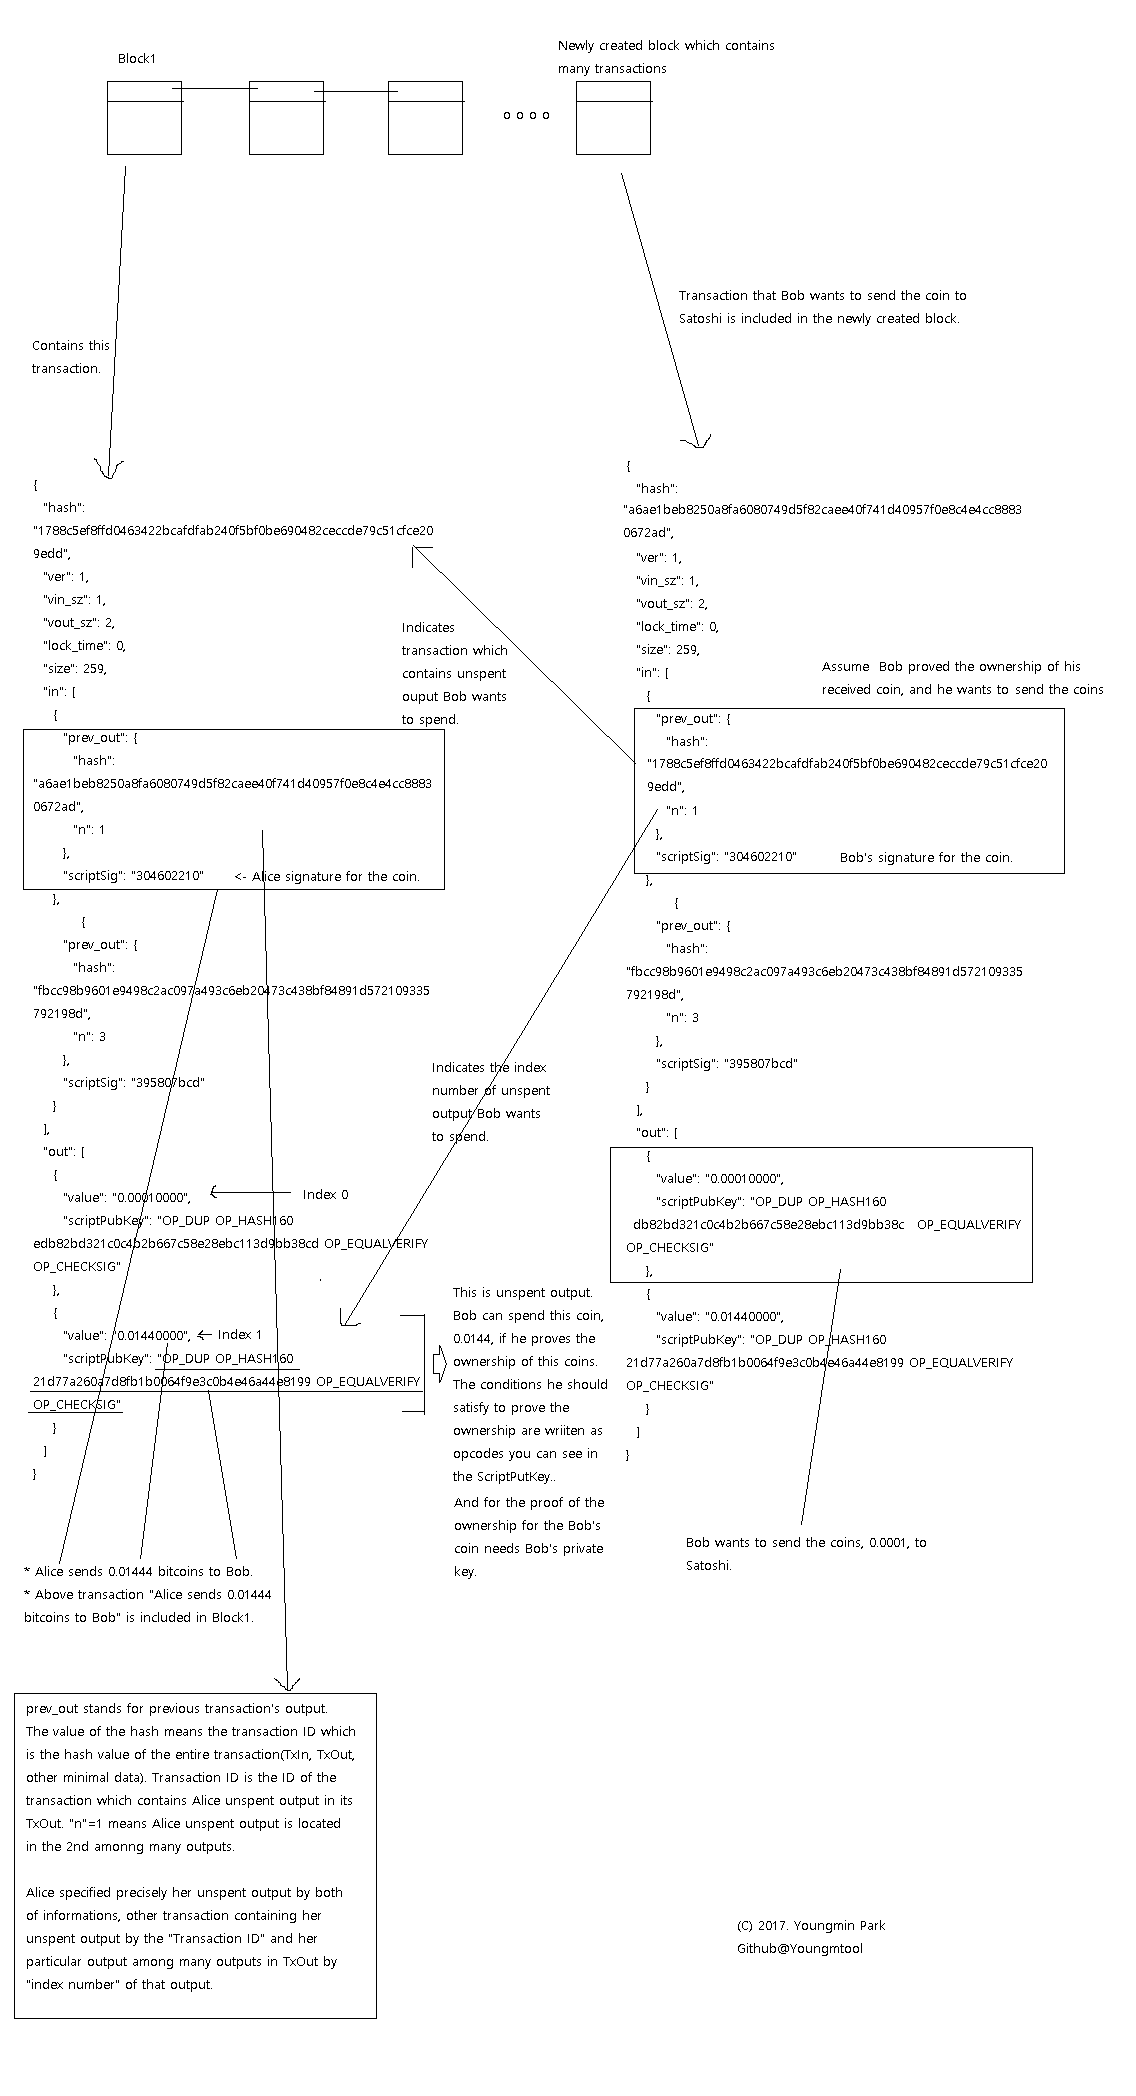 Block1
Newly created block which contains
many transactions
Transaction that Bob wants to send the coin to
Satoshi is included in the newly created block.
Contains this
transaction.
{
"hash":
"1788c5ef8ffd0463422bcafdfab240f5bf0be690482ceccde79c51cfce20
9edd",
"ver": 1,
"vin_sz": 1,
"vout_sz": 2,
"lock_time": 0,
"size": 259,
"in": [
{
"prev_out": {
"hash":
"a6ae1beb8250a8fa6080749d5f82caee40f741d40957f0e8c4e4cc8883
0672ad",
"n": 1
},
"scriptSig": "304602210" <- Alice signature for the coin.
},
{
"prev_out": {
"hash":
"fbcc98b9601e9498c2ac097a493c6eb20473c438bf84891d572109335
792198d",
"n": 3
},
"scriptSig": "395807bcd"
}
],
"out": [
{
"value": "0.00010000", Index 0
"scriptPubKey": "OP_DUP OP_HASH160
edb82bd321c0c4b2b667c58e28ebc113d9bb38cd OP_EQUALVERIFY
OP_CHECKSIG"
},
{
"value": "0.01440000", Index 1
"scriptPubKey": "OP_DUP OP_HASH160
21d77a260a7d8fb1b0064f9e3c0b4e46a44e8199 OP_EQUALVERIFY
OP_CHECKSIG"
}
]
}
Indicates
transaction which
contains unspent
ouput Bob wants
to spend.
Indicates the index
number of unspent
output Bob wants
to spend.
This is unspent output.
Bob can spend this coin,
0.0144, if he proves the
ownership of this coins.
The conditions he should
satisfy to prove the
ownership are wriiten as
opcodes you can see in
the ScriptPutKey..
And for the proof of the
ownership for the Bob's
coin needs Bob's private
key.
{
"hash":
"a6ae1beb8250a8fa6080749d5f82caee40f741d40957f0e8c4e4cc8883
0672ad",
"ver": 1,
"vin_sz": 1,
"vout_sz": 2,
"lock_time": 0,
"size": 259,
"in": [
Assume  Bob proved the ownership of his
received coin, and he wants to send the coins
{
"prev_out": {
"hash":
"1788c5ef8ffd0463422bcafdfab240f5bf0be690482ceccde79c51cfce20
9edd",
"n": 1
},
"scriptSig": "304602210" Bob's signature for the coin.
},
{
"prev_out": {
"hash":
"fbcc98b9601e9498c2ac097a493c6eb20473c438bf84891d572109335
792198d",
"n": 3
},
"scriptSig": "395807bcd"
}
],
"out": [
{
"value": "0.00010000",
"scriptPubKey": "OP_DUP OP_HASH160
db82bd321c0c4b2b667c58e28ebc113d9bb38c OP_EQUALVERIFY
OP_CHECKSIG"
},
{
"value": "0.01440000",
"scriptPubKey": "OP_DUP OP_HASH160
21d77a260a7d8fb1b0064f9e3c0b4e46a44e8199 OP_EQUALVERIFY
OP_CHECKSIG"
}
]
}
Bob wants to send the coins, 0.0001, to
Satoshi.
* Alice sends 0.01444 bitcoins to Bob.
* Above transaction "Alice sends 0.01444
bitcoins to Bob" is included in Block1.
prev_out stands for previous transaction's output.
The value of the hash means the transaction ID which
is the hash value of the entire transaction(TxIn, TxOut,
other minimal data). Transaction ID is the ID of the
transaction which contains Alice unspent output in its
TxOut. "n"=1 means Alice unspent output is located
in the 2nd amonng many outputs.
Alice specified precisely her unspent output by both
of informations, other transaction containing her
unspent output by the "Transaction ID" and her
particular output among many outputs in TxOut by
"index number" of that output.
(C) 2017. Youngmin Park
Github@Youngmtool